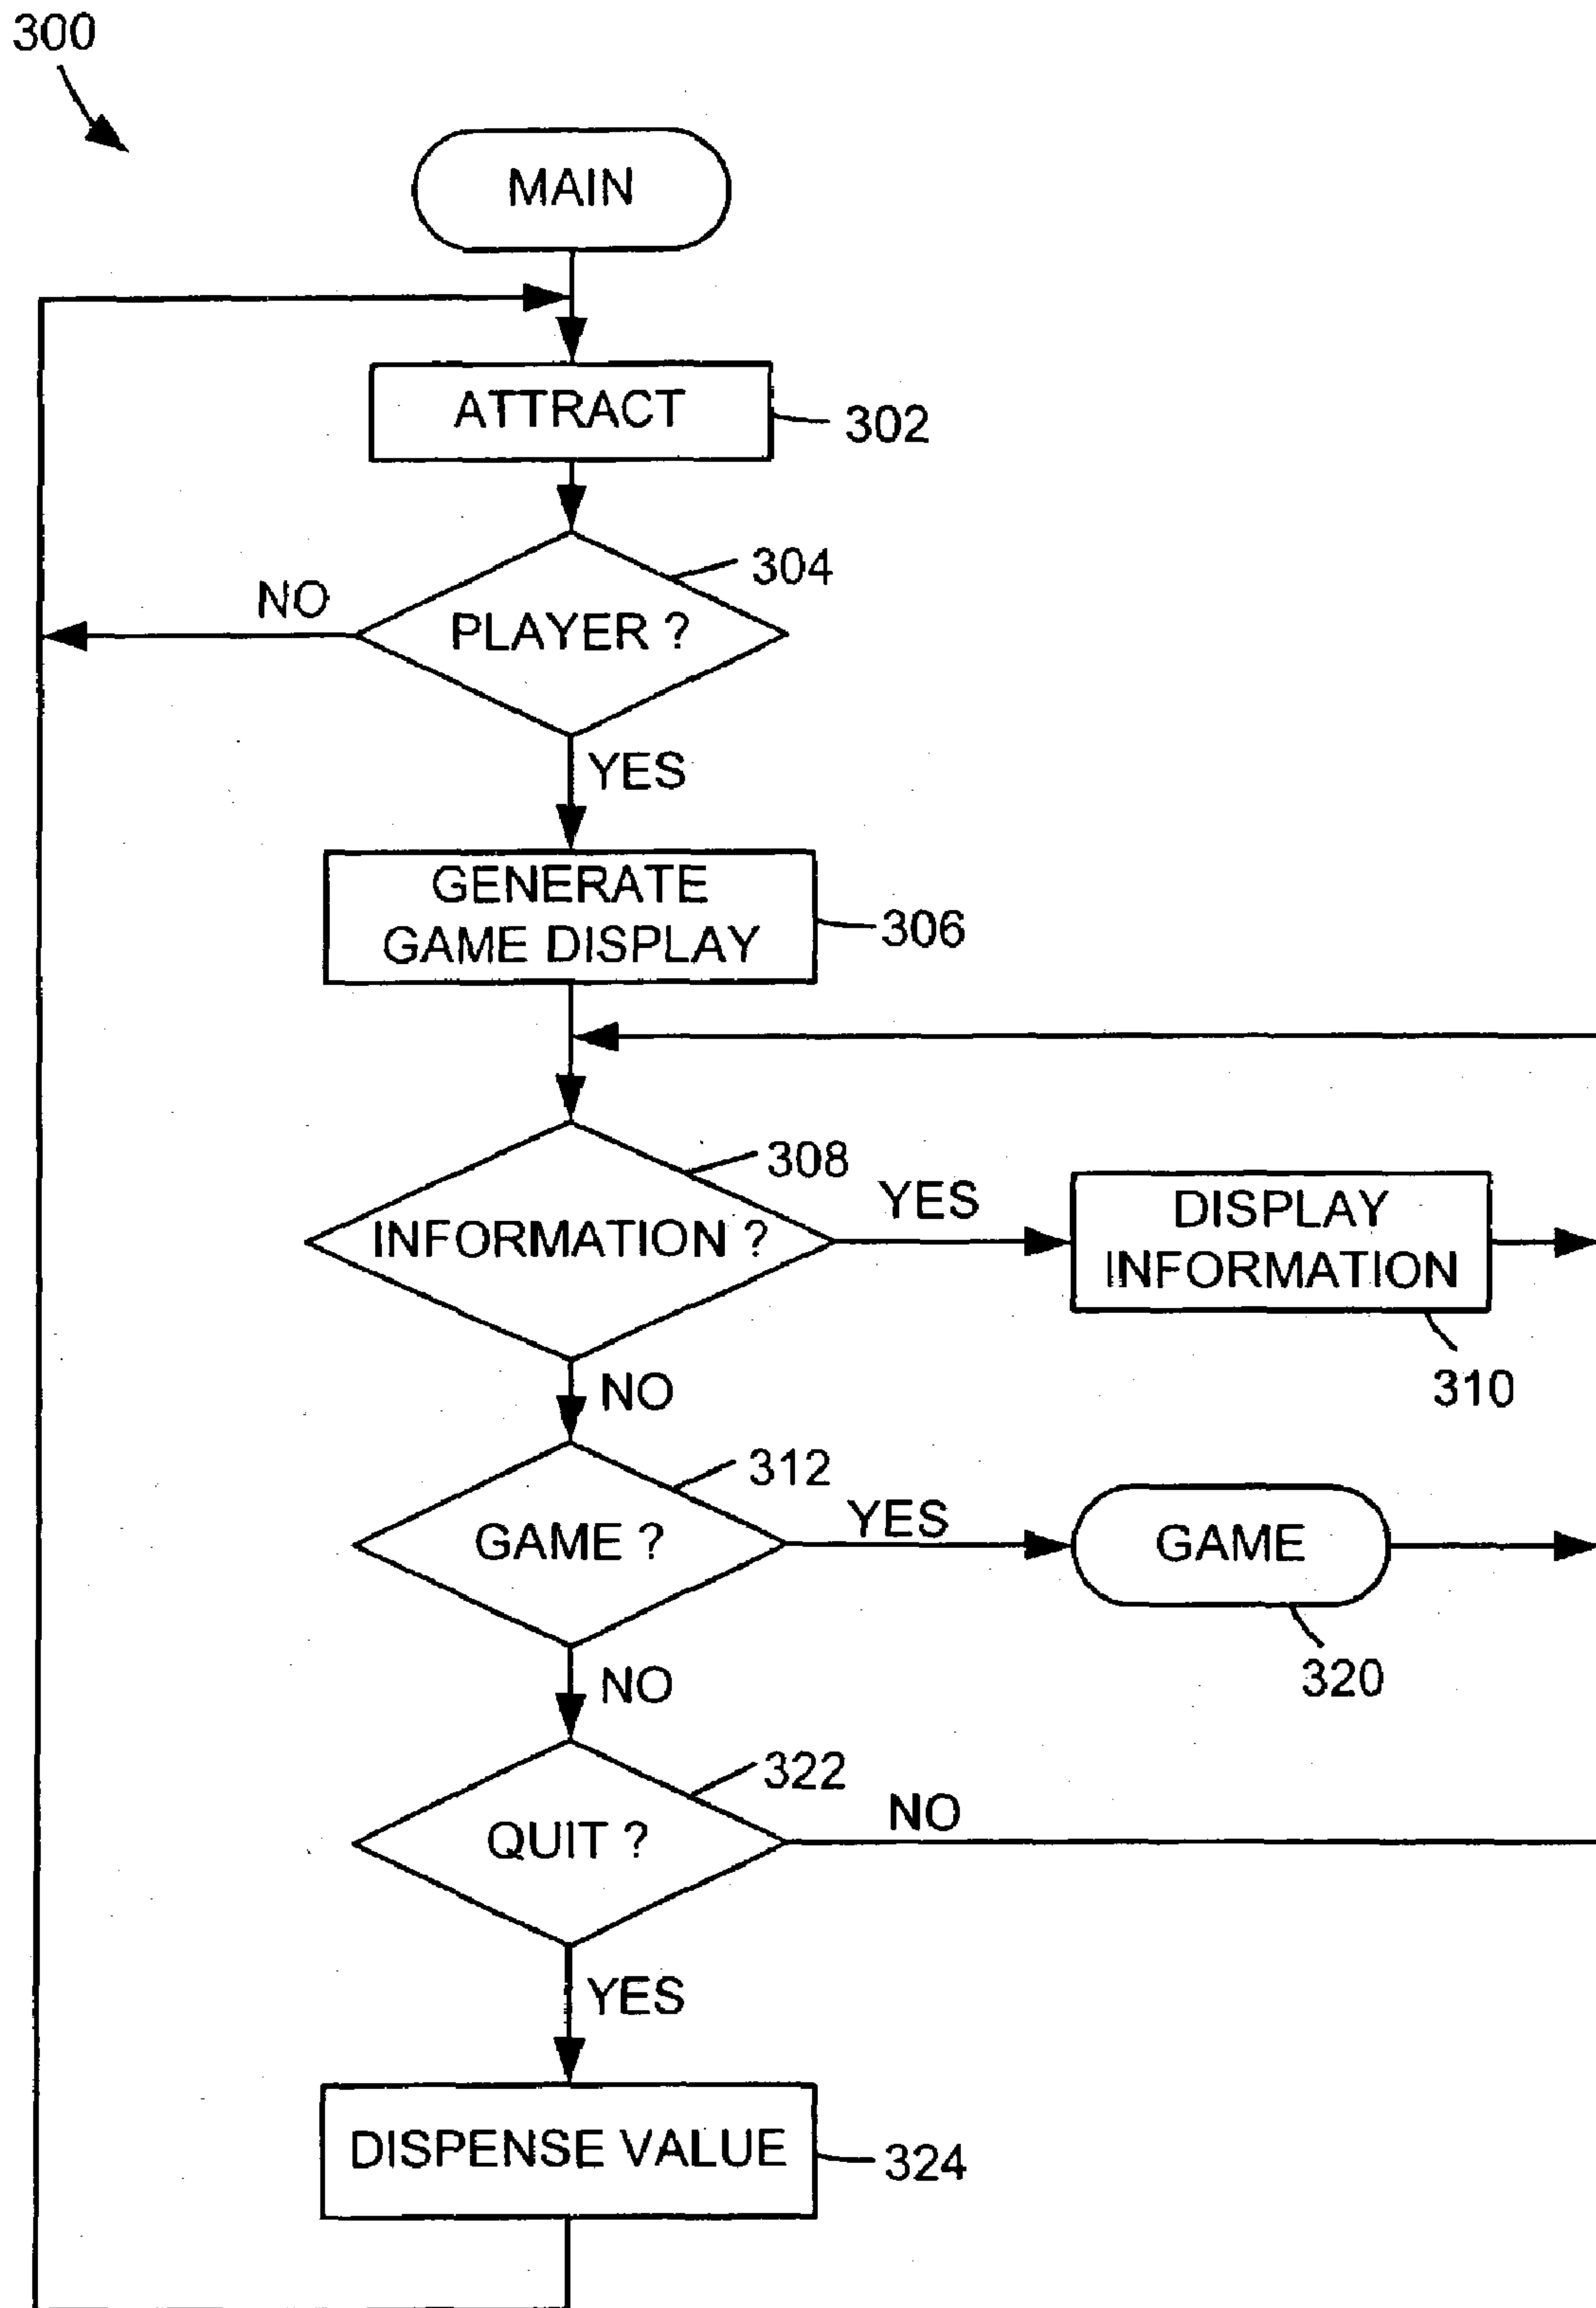 300
MAIN
ATTRACT
302
304
NO
PLAYER ?
YES
GENERATE
GAME DISPLAY
306
308
INFORMATION ?
YES
DISPLAY
INFORMATION
310
NO
312
GAME ?
YES
GAME
320
NO
322
QUIT ?
NO
YES
DISPENSE VALUE
324